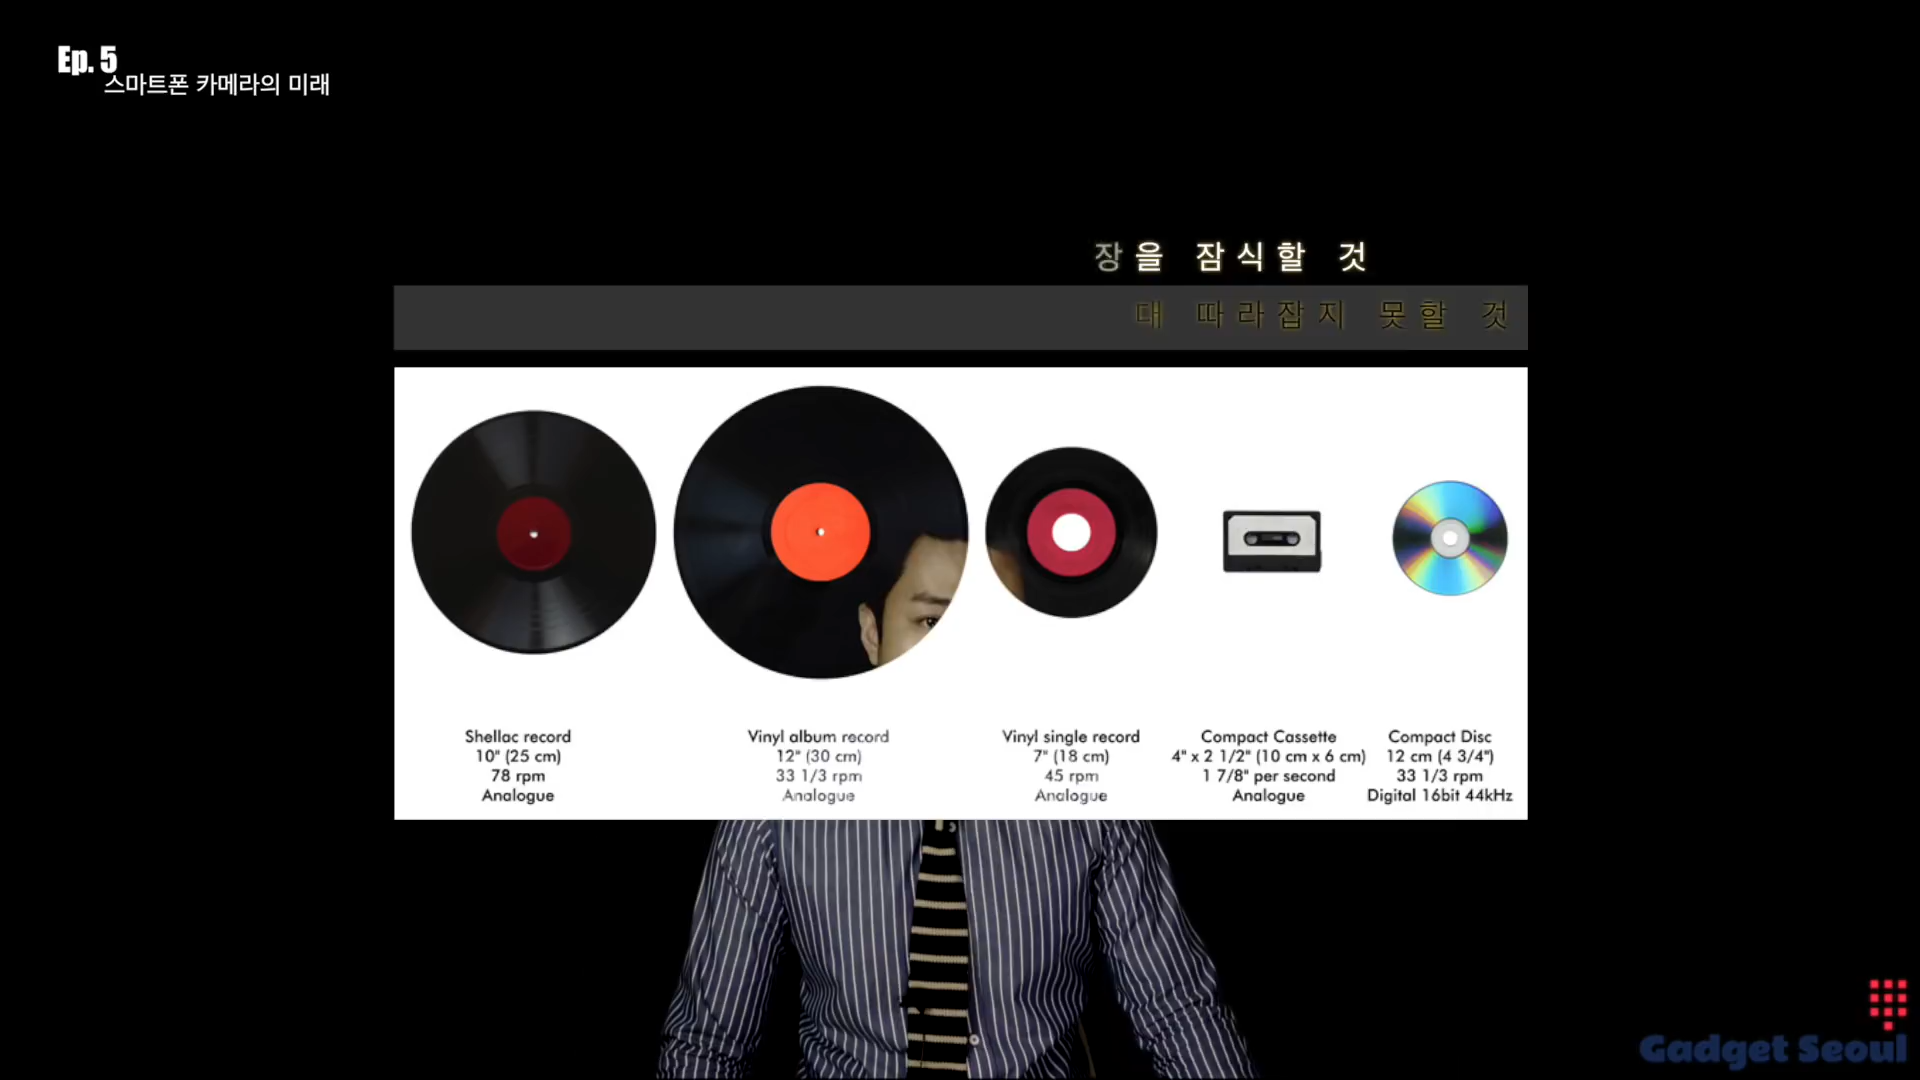 Ep. 5
스마트폰 카메라의 미래
장을 잠식할 것
대 따라잡지 못할 것
Shellac record
10" (25 cm)
78 rpm
Analogue
Vinyl album record
12" (30 cm)
33 1/3 rpm
Analogue
Vinyl single record
7" (18 cm)
45 rpm
Analogue
Compact Cassette
4" x 2 1/2" (10 cm x 6 cm)
1 7/8" per second
Analogue
Compact Disc
12 cm (4 3/4")
33 1/3 rpm
Digital 16bit 44kHz
Gadget Seoul